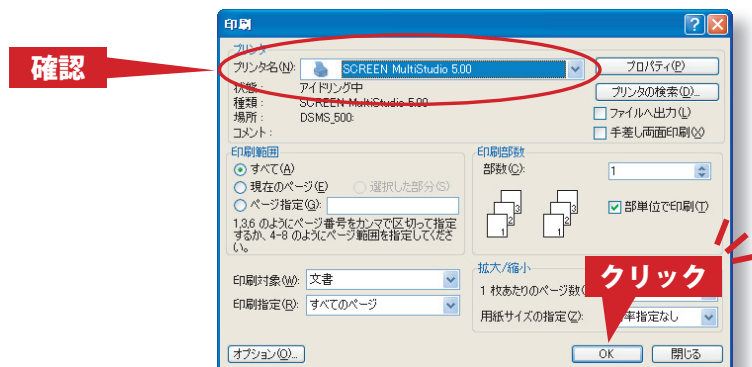 印刷
確認
プリンタ
プリンタ名(N):
SCREEN MultiStudio 5.00
プロパティ(P)
状態:
アイドリング中
プリンタの検索(D)...
種類:
SCREEN MultiStudio 5.00
場所:
DSMS_500:
ファイルへ出力(L)
コメント:
手差し両面印刷(X)
印刷範囲
すべて(A)
現在のページ(E)
選択した部分(S)
ページ指定(G):
1,3,6 のようにページ番号をカンマで区切って指定
するか、4-8 のようにページ範囲を指定してくださ
い。
印刷部数
部数(C):
1
3
2
1
3
2
1
部単位で印刷(T)
印刷対象(W):
文書
印刷指定(R):
すべてのページ
拡大/縮小
クリック
1 枚あたりのページ数(
用紙サイズの指定(Z):
率指定なし
オプション(O)...
OK
閉じる